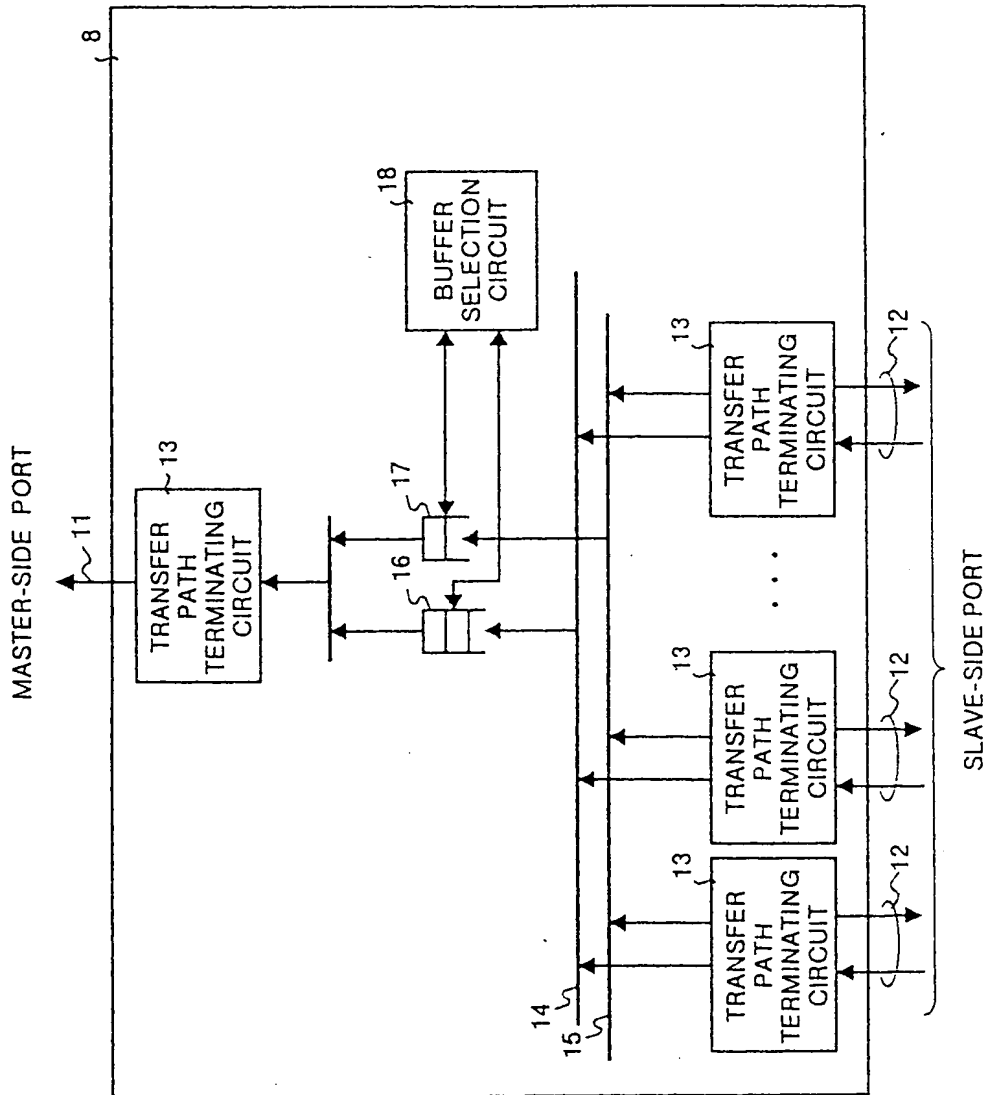 MASTER-SIDE PORT
11
8
13
TRANSFER
PATH
TERMINATING
CIRCUIT
16
17
18
BUFFER
SELECTION
CIRCUIT
14
15
13
TRANSFER
PATH
TERMINATING
CIRCUIT
12
13
TRANSFER
PATH
TERMINATING
CIRCUIT
12
. . .
13
TRANSFER
PATH
TERMINATING
CIRCUIT
12
SLAVE-SIDE PORT